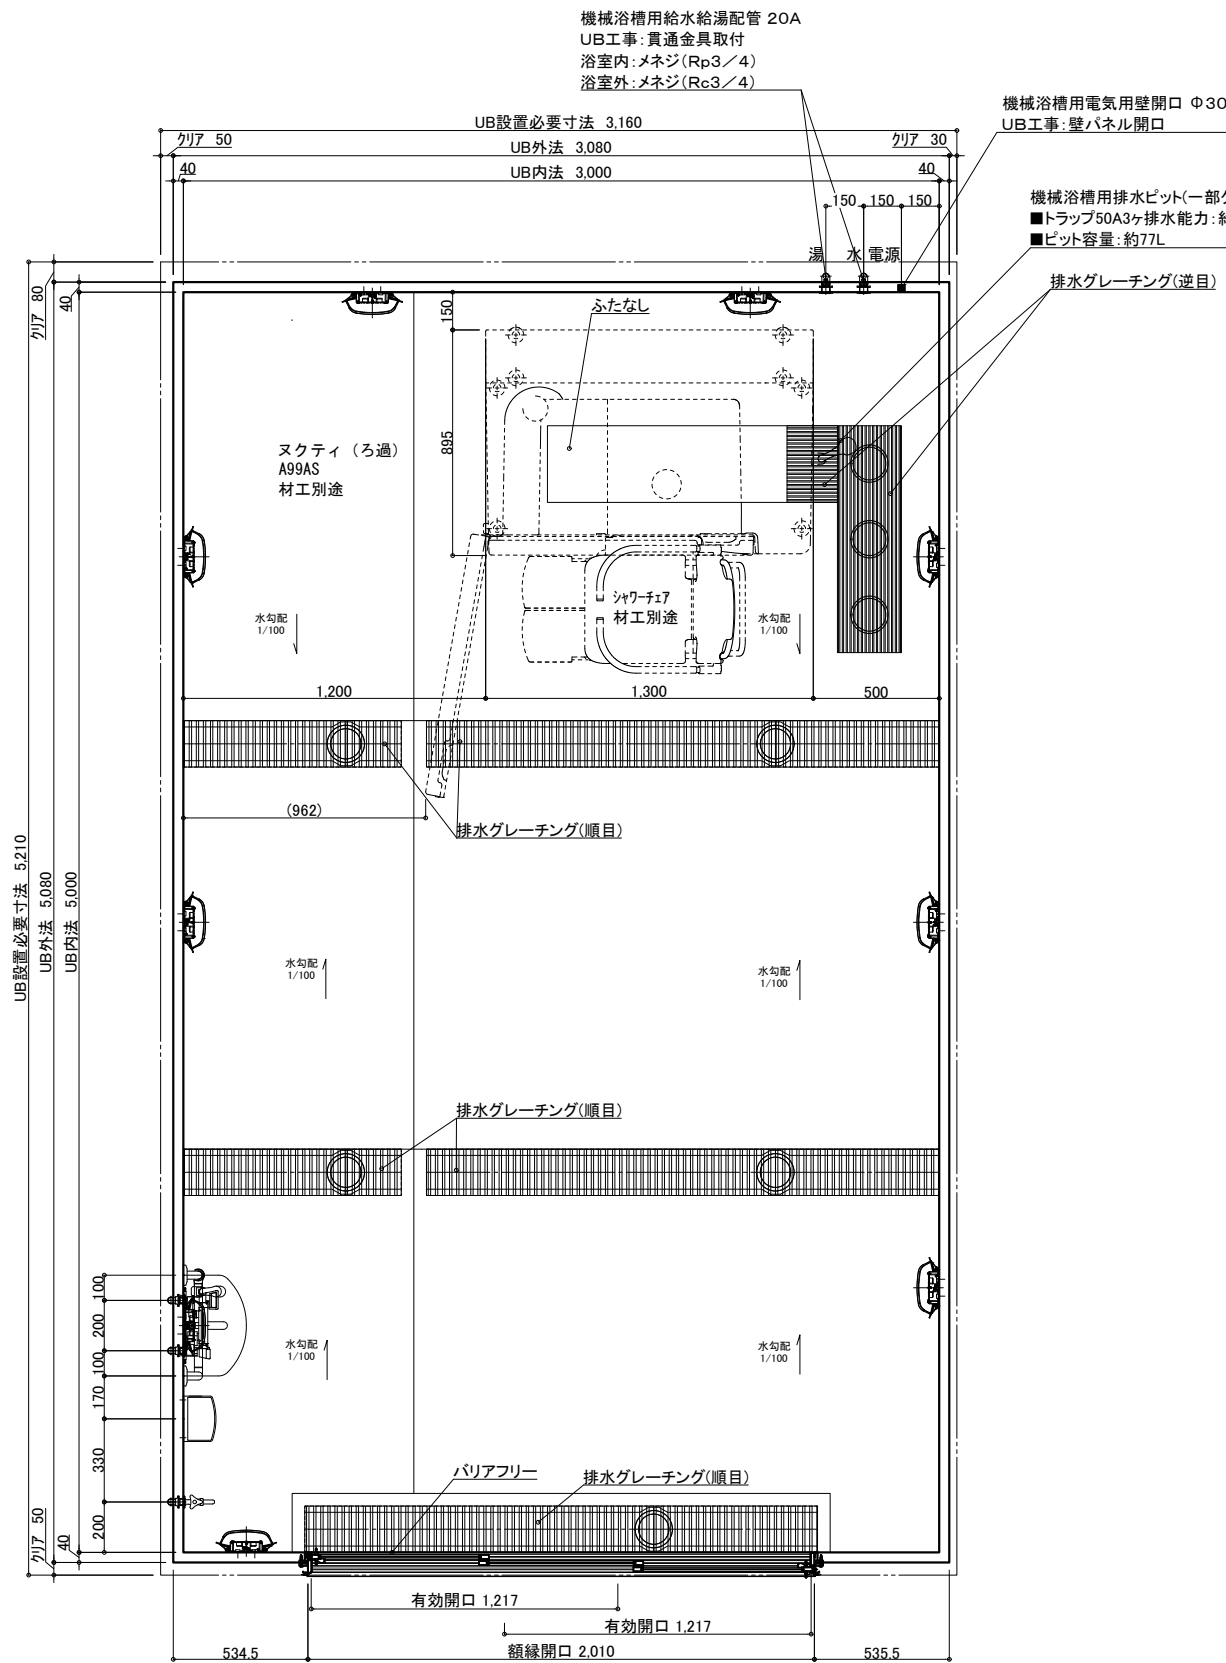 機械浴槽用給水給湯配管 20A
UB工事:貫通金具取付
浴室内:メネジ(Rp3／4)
浴室外:メネジ(Rc3／4)
機械浴槽用電気用壁開口 Φ30
UB工事:壁パネル開口
UB設置必要寸法 3,160
クリア 50
UB外法 3,080
クリア 30
40
UB内法 3,000
40
機械浴槽用排水ピット(一部
■トラップ50A3ヶ排水能力:
■ピット容量:約77L
150
150
150
湯
水
電源
排水グレーチング(逆目)
クリア 80
40
150
ふたなし
895
ヌクティ (ろ過)
A99AS
材工別途
シャワーチェア
材工別途
水勾配
1/100
水勾配
1/100
1,200
1,300
500
(962)
排水グレーチング(順目)
UB設置必要寸法 5,210
UB外法 5,080
UB内法 5,000
水勾配
1/100
水勾配
1/100
排水グレーチング(順目)
100
200
100
170
330
200
水勾配
1/100
水勾配
1/100
バリアフリー
排水グレーチング(順目)
クリア 50
40
有効開口 1,217
有効開口 1,217
534.5
額縁開口 2,010
535.5